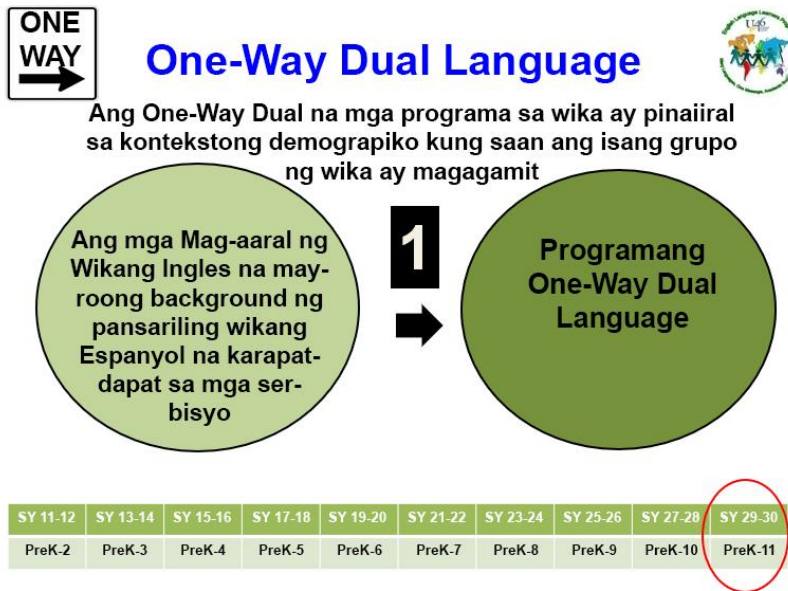 ONE
WAY
One-Way Dual Language
Ang One-Way Dual na mga programa sa wika ay pinaiiral
sa kontekstong demograpiko kung saan ang isang grupo
ng wika ay magagamit
Ang mga Mag-aaral ng
Wikang Ingles na may-
roong background ng
pansariling wikang
Espanyol na karapat-
dapat sa mga ser-
bisyo
1
Programang
One-Way Dual
Language
SY 11-12 SY 13-14 SY 15-16 SY 17-18 SY 19-20 SY 21-22 SY 23-24 SY 25-26 SY 27-28 SY 29-30
PreK-2 PreK-3 PreK-4 PreK-5 PreK-6 PreK-7 PreK-8 PreK-9 PreK-10 PreK-11
U46